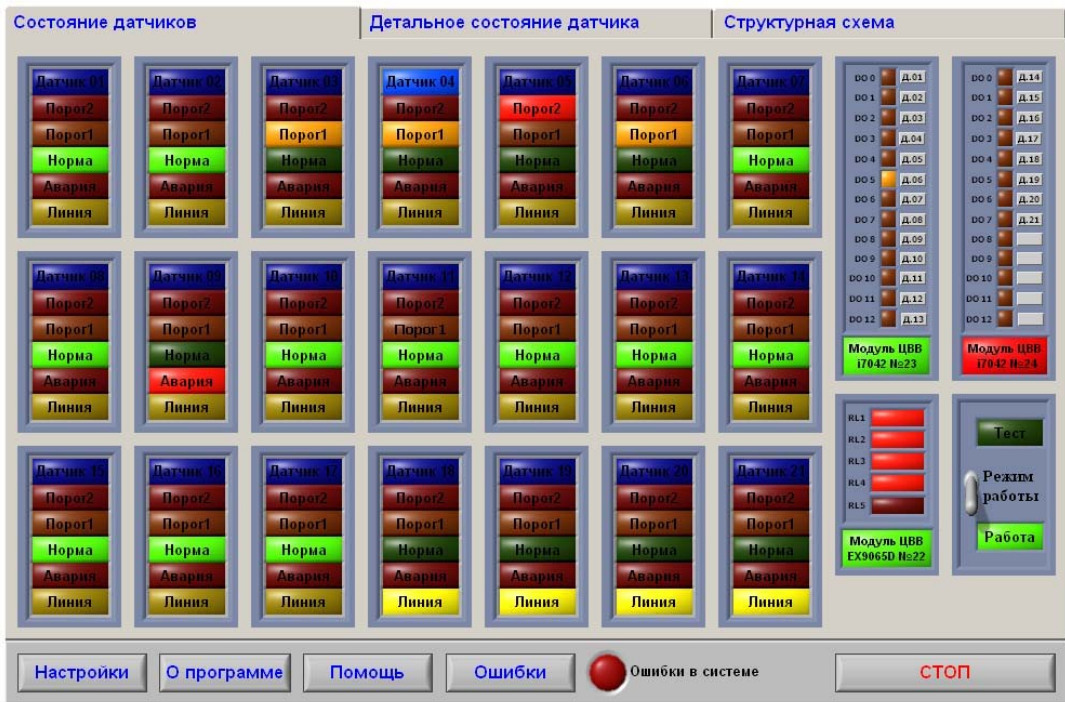 Состояние датчиков
Детальное состояние датчика
Структурная схема
Датчик 01
Порог2
Порог1
Норма
Авария
Линия
Датчик 02
Порог2
Порог1
Норма
Авария
Линия
Датчик 03
Порог2
Порог1
Норма
Авария
Линия
Датчик 04
Порог2
Порог1
Норма
Авария
Линия
Датчик 05
Порог2
Порог1
Норма
Авария
Линия
Датчик 06
Порог2
Порог1
Норма
Авария
Линия
Датчик 07
Порог2
Порог1
Норма
Авария
Линия
DO 0 Д.01
DO 1 Д.02
DO 2 Д.03
DO 3 Д.04
DO 4 Д.05
DO 5 Д.06
DO 6 Д.07
DO 7 Д.08
DO 8 Д.09
DO 9 Д.10
DO 10 Д.11
DO 11 Д.12
DO 12 Д.13
Модуль ЦВВ
i7042 №23
DO 0 Д.14
DO 1 Д.15
DO 2 Д.16
DO 3 Д.17
DO 4 Д.18
DO 5 Д.19
DO 6 Д.20
DO 7 Д.21
DO 8
DO 9
DO 10
DO 11
DO 12
Модуль ЦВВ
i7042 №24
Датчик 08
Порог2
Порог1
Норма
Авария
Линия
Датчик 09
Порог2
Порог1
Норма
Авария
Линия
Датчик 10
Порог2
Порог1
Норма
Авария
Линия
Датчик 11
Порог2
Порог1
Норма
Авария
Линия
Датчик 12
Порог2
Порог1
Норма
Авария
Линия
Датчик 13
Порог2
Порог1
Норма
Авария
Линия
Датчик 14
Порог2
Порог1
Норма
Авария
Линия
RL1
RL2
RL3
RL4
RL5
Модуль ЦВВ
EX9065D №22
Тест
Режим
работы
Работа
Датчик 15
Порог2
Порог1
Норма
Авария
Линия
Датчик 16
Порог2
Порог1
Норма
Авария
Линия
Датчик 17
Порог2
Порог1
Норма
Авария
Линия
Датчик 18
Порог2
Порог1
Норма
Авария
Линия
Датчик 19
Порог2
Порог1
Норма
Авария
Линия
Датчик 20
Порог2
Порог1
Норма
Авария
Линия
Датчик 21
Порог2
Порог1
Норма
Авария
Линия
Настройки
О программе
Помощь
Ошибки
Ошибки в системе
СТОП